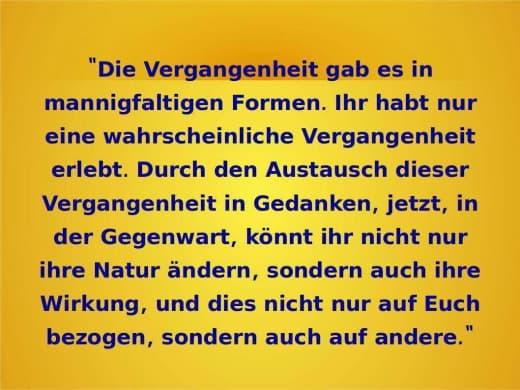 "Die Vergangenheit gab es in
mannigfaltigen Formen. Ihr habt nur
eine wahrscheinliche Vergangenheit
erlebt. Durch den Austausch dieser
Vergangenheit in Gedanken, jetzt, in
der Gegenwart, könnt ihr nicht nur
ihre Natur ändern, sondern auch ihre
Wirkung, und dies nicht nur auf Euch
bezogen, sondern auch auf andere."